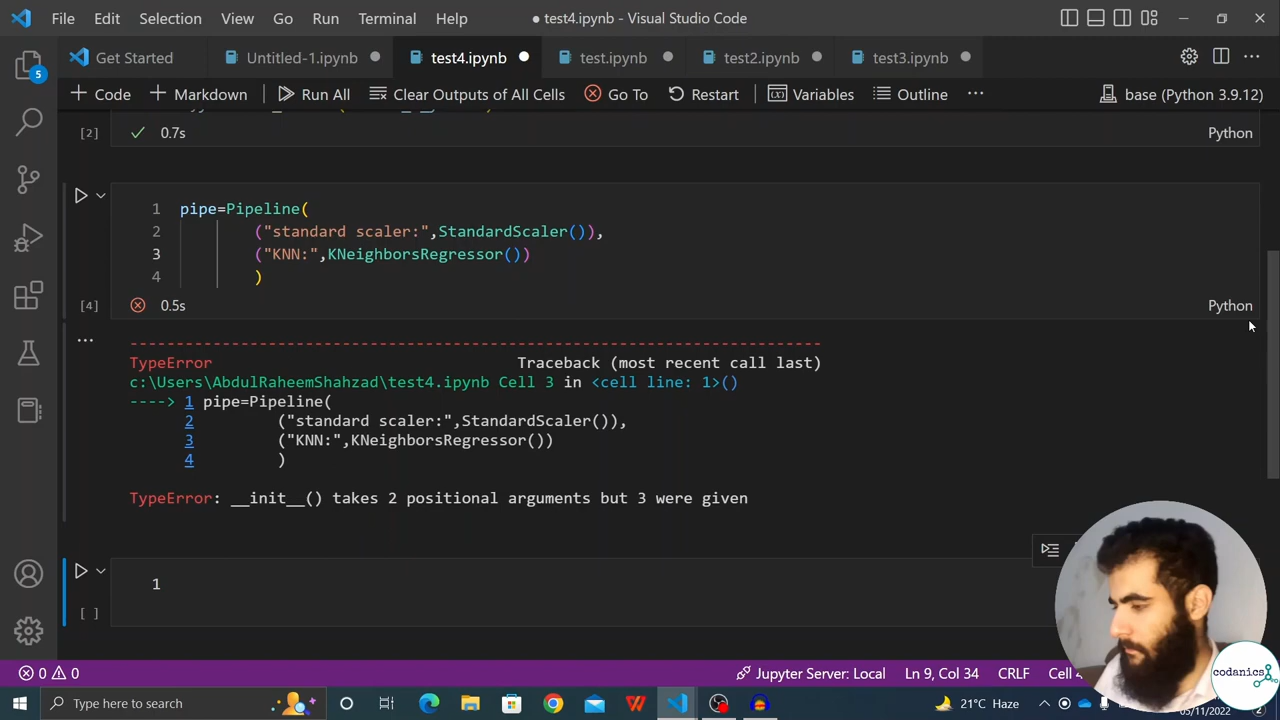 File Edit Selection View Go Run Terminal Help ● test4.ipynb - Visual Studio Code
Get Started Untitled-1.ipynb test4.ipynb test.ipynb test2.ipynb test3.ipynb
+ Code + Markdown Run All Clear Outputs of All Cells Go To Restart Variables Outline ... base (Python 3.9.12)
5
[2] 0.7s Python
1 pipe=Pipeline(
2 ("standard scaler:",StandardScaler()),
3 ("KNN:",KNeighborsRegressor())
4 )
[4] 0.5s Python
---------------------------------------------------------------------------
TypeError Traceback (most recent call last)
c:\Users\AbdulRaheemShahzad\test4.ipynb Cell 3 in <cell line: 1>()
----> 1 pipe=Pipeline(
2 ("standard scaler:",StandardScaler()),
3 ("KNN:",KNeighborsRegressor())
4 )
TypeError: __init__() takes 2 positional arguments but 3 were given
1
[ ]
codanics
0 0 Jupyter Server: Local Ln 9, Col 34 CRLF Cell
Type here to search 21°C Haze
05/11/2022